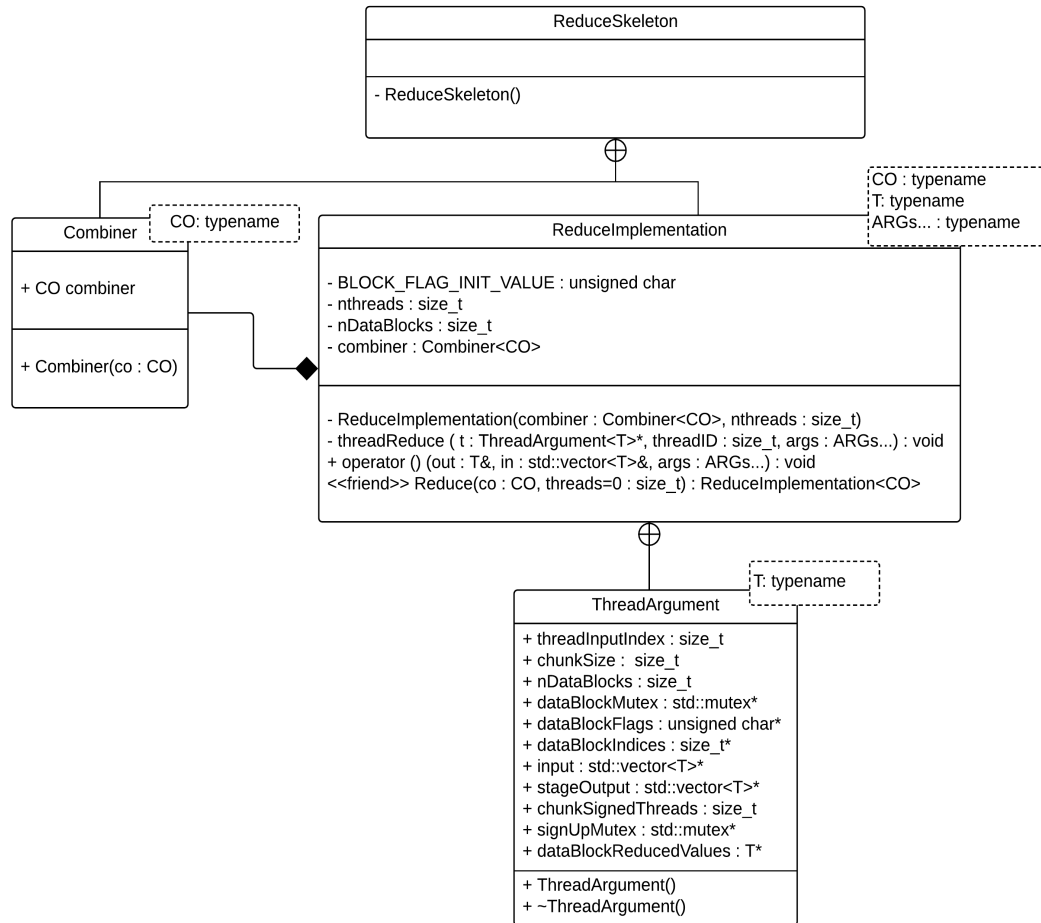 ReduceSkeleton
- ReduceSkeleton()
CO : typename
T: typename
ARGs... : typename
Combiner
CO: typename
+ CO combiner
+ Combiner(co : CO)
ReduceImplementation
- BLOCK_FLAG_INIT_VALUE : unsigned char
- nthreads : size_t
- nDataBlocks : size_t
- combiner : Combiner<CO>
- ReduceImplementation(combiner : Combiner<CO>, nthreads : size_t)
- threadReduce ( t : ThreadArgument<T>*, threadID : size_t, args : ARGs...) : void
+ operator () (out : T&, in : std::vector<T>&, args : ARGs...) : void
<<friend>> Reduce(co : CO, threads=0 : size_t) : ReduceImplementation<CO>
T: typename
ThreadArgument
+ threadInputIndex : size_t
+ chunkSize :  size_t
+ nDataBlocks : size_t
+ dataBlockMutex : std::mutex*
+ dataBlockFlags : unsigned char*
+ dataBlockIndices : size_t*
+ input : std::vector<T>*
+ stageOutput : std::vector<T>*
+ chunkSignedThreads : size_t
+ signUpMutex : std::mutex*
+ dataBlockReducedValues : T*
+ ThreadArgument()
+ ~ThreadArgument()